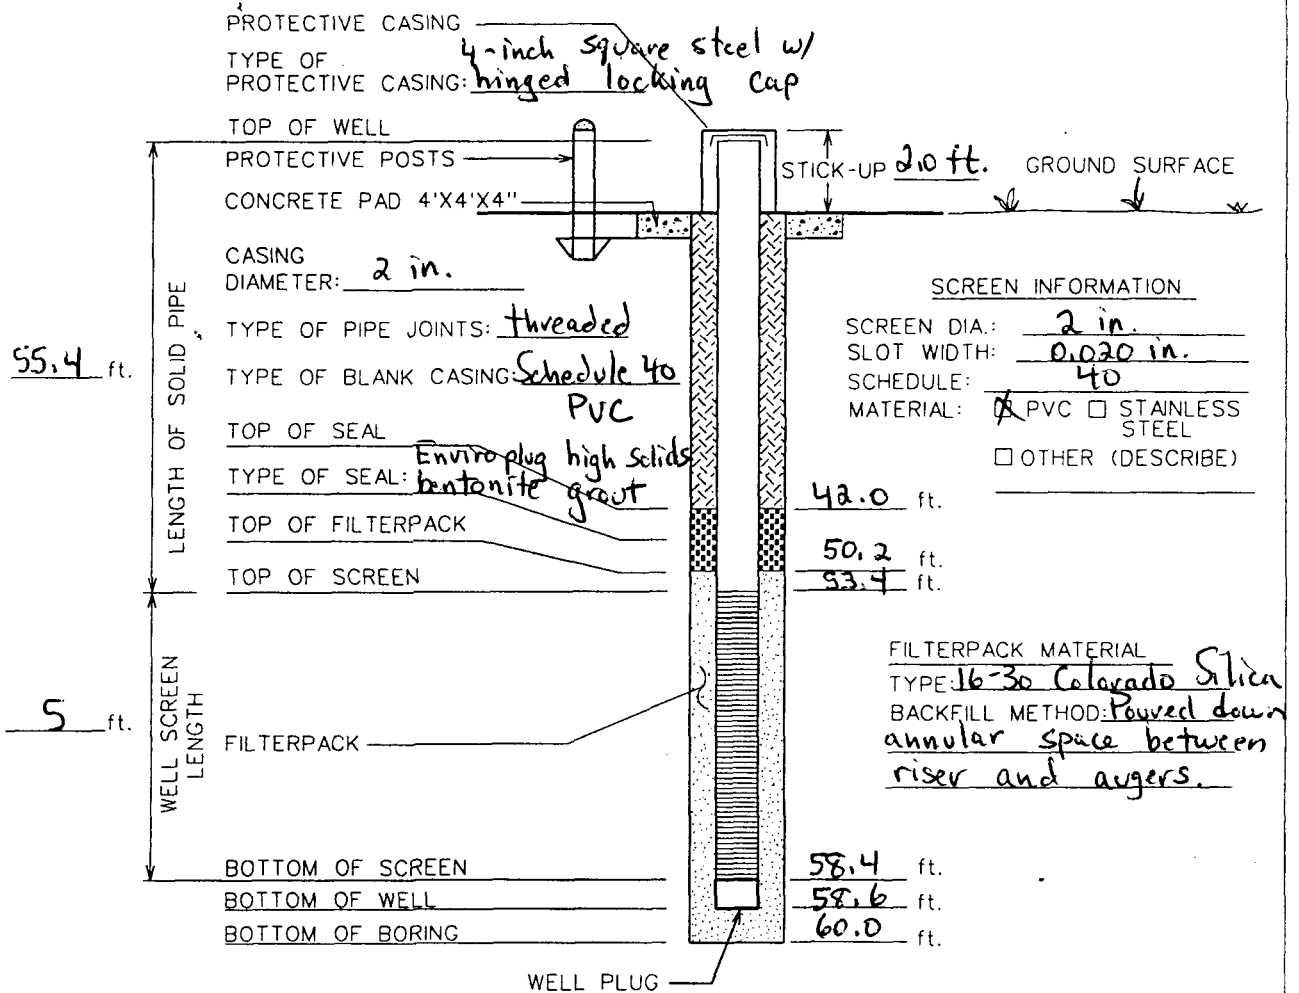 PROTECTIVE CASING
TYPE OF
PROTECTIVE CASING: 4-inch square steel w/
hinged locking cap
TOP OF WELL
PROTECTIVE POSTS
STICK-UP 2.0 ft. GROUND SURFACE
CONCRETE PAD 4'X4'X4"
CASING
DIAMETER: 2 in.
SCREEN INFORMATION
TYPE OF PIPE JOINTS: threaded
SCREEN DIA.: 2 in.
SLOT WIDTH: 0.020 in.
55.4 ft.
LENGTH OF SOLID PIPE
TYPE OF BLANK CASING: Schedule 40
PVC
SCHEDULE: 40
MATERIAL: PVC STAINLESS
STEEL
OTHER (DESCRIBE)
TOP OF SEAL
TYPE OF SEAL: Enviroplug high solids
bentonite grout
42.0 ft.
TOP OF FILTERPACK
50.2 ft.
TOP OF SCREEN
53.4 ft.
FILTERPACK MATERIAL
TYPE: 16-30 Colorado Silica
BACKFILL METHOD: Poured down
annular space between
riser and augers.
5 ft.
WELL SCREEN
LENGTH
FILTERPACK
BOTTOM OF SCREEN
58.4 ft.
BOTTOM OF WELL
58.6 ft.
BOTTOM OF BORING
60.0 ft.
WELL PLUG